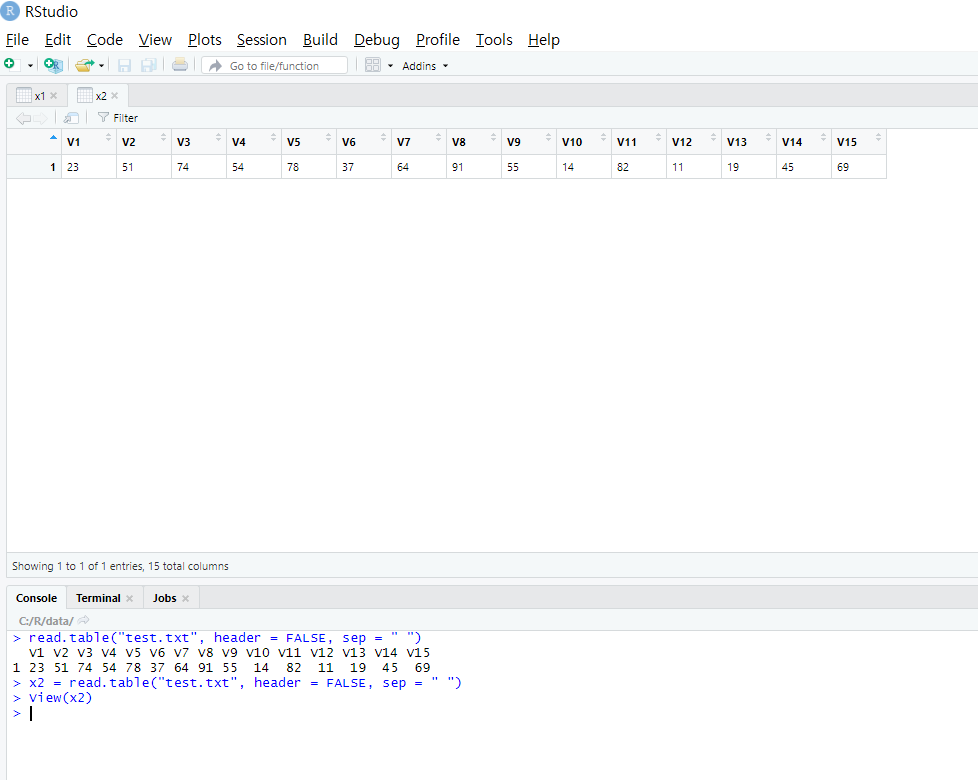 R RStudio
File Edit Code View Plots Session Build Debug Profile Tools Help
Go to file/function Addins
x1 x2
Filter
V1 V2 V3 V4 V5 V6 V7 V8 V9 V10 V11 V12 V13 V14 V15
1 23 51 74 54 78 37 64 91 55 14 82 11 19 45 69
Showing 1 to 1 of 1 entries, 15 total columns
Console Terminal Jobs
C:/R/data/
> read.table("test.txt", header = FALSE, sep = " ")
V1 V2 V3 V4 V5 V6 V7 V8 V9 V10 V11 V12 V13 V14 V15
1 23 51 74 54 78 37 64 91 55 14 82 11 19 45 69
> x2 = read.table("test.txt", header = FALSE, sep = " ")
> View(x2)
>